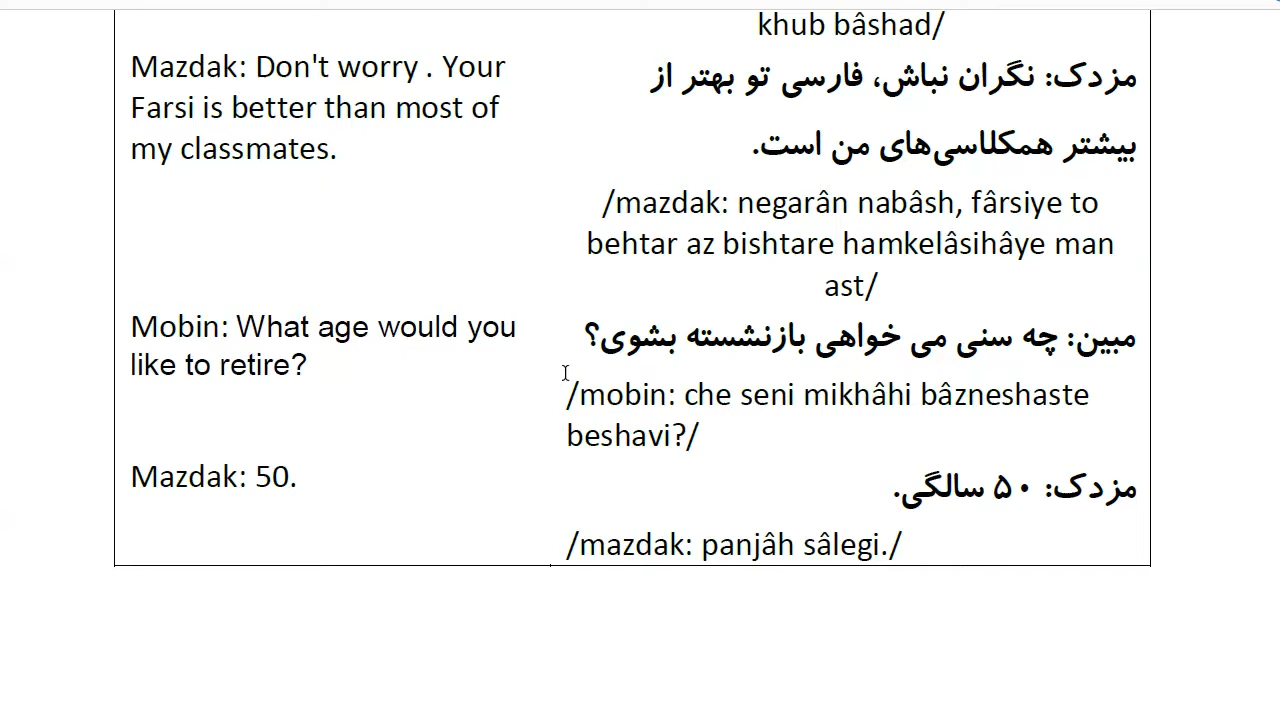 khub bâshad/
Mazdak: Don't worry . Your
Farsi is better than most of
my classmates.
مزدک: نگران نباش، فارسی تو بهتر از
بیشتر همکلاسی‌های من است.
/mazdak: negarân nabâsh, fârsiye to
behtar az bishtare hamkelâsihâye man
ast/
Mobin: What age would you
like to retire?
مبین: چه سنی می خواهی بازنشسته بشوی؟
/mobin: che seni mikhâhi bâzneshaste
beshavi?/
Mazdak: 50.
مزدک: ۵۰ سالگی.
/mazdak: panjâh sâlegi./